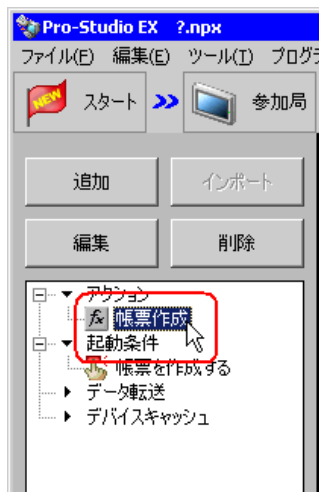 Pro-Studio EX ?.npx
ファイル(F) 編集(E) ツール(T) プログ
NEW スタート 参加局
追加 インポート
編集 削除
アクション
fx 帳票作成
起動条件
帳票を作成する
データ転送
デバイスキャッシュ